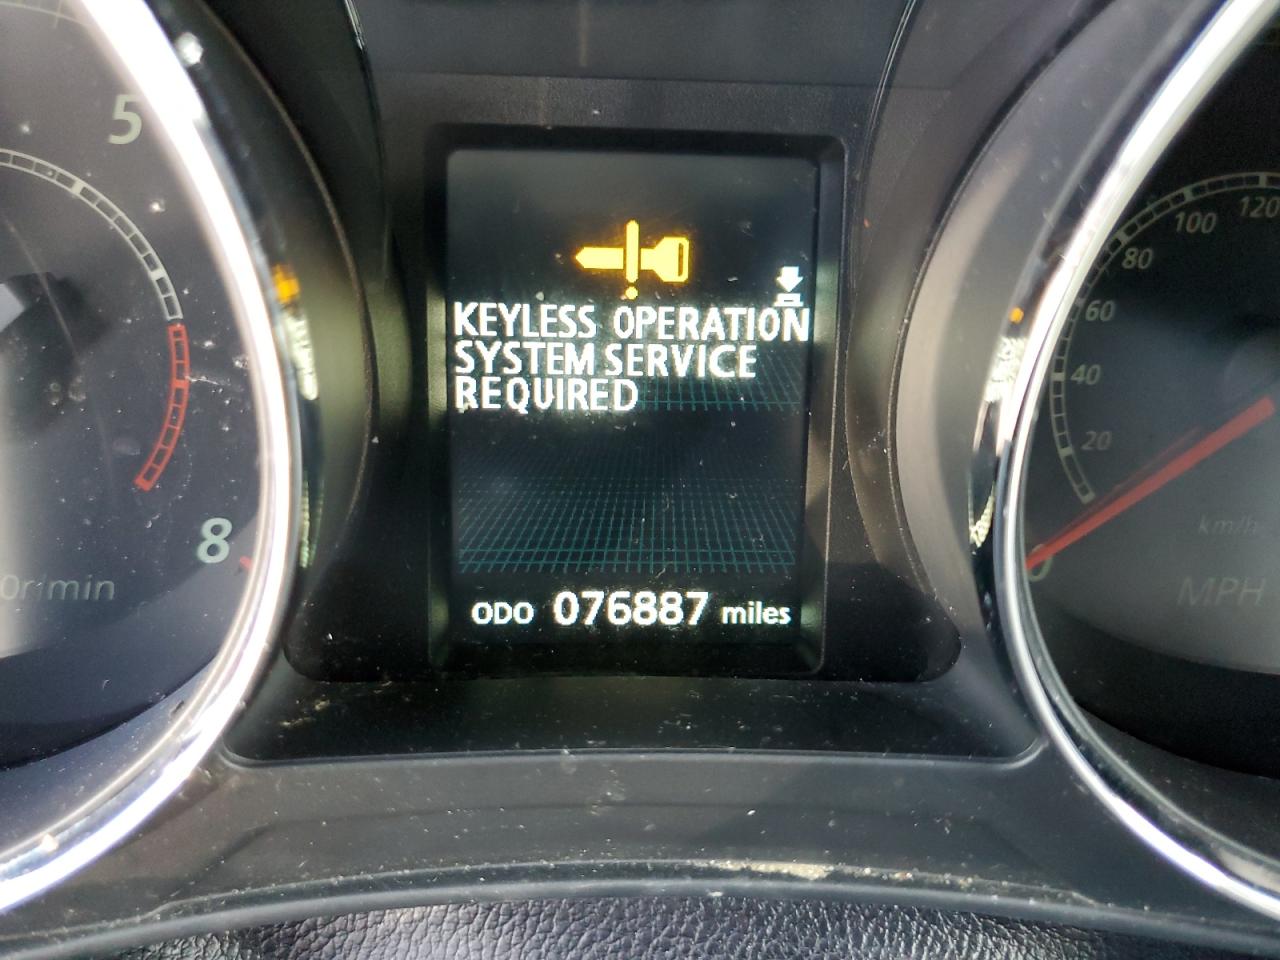 5
8
0r/min
KEYLESS OPERATION
SYSTEM SERVICE
REQUIRED
ODO 076887 miles
120
100
80
60
40
20
0
km/h
MPH